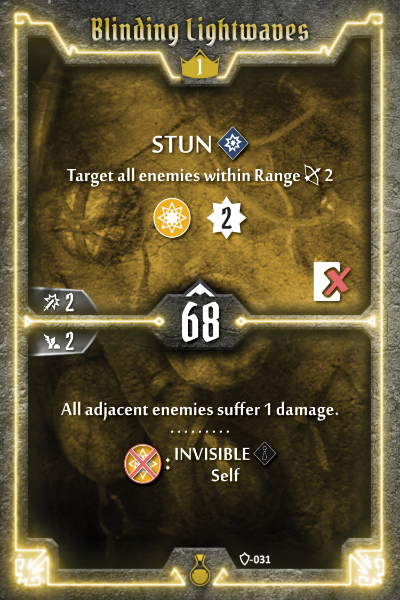 Blinding Lightwaves
1
STUN
Target all enemies within Range 2
2
2
68
2
All adjacent enemies suffer 1 damage.
: INVISIBLE
Self
-031